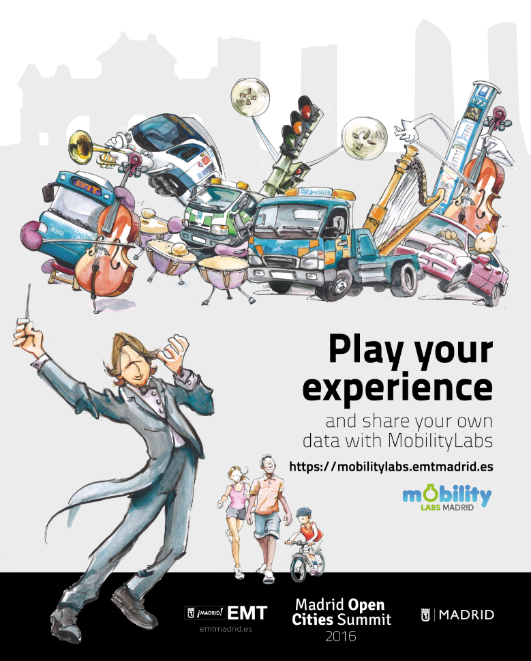 EMT
Play your
experience
and share your own
data with MobilityLabs
https://mobilitylabs.emtmadrid.es
mobility
LABS MADRID
¡MADRID! EMT
emtmadrid.es
Madrid Open
Cities Summit
2016
MADRID